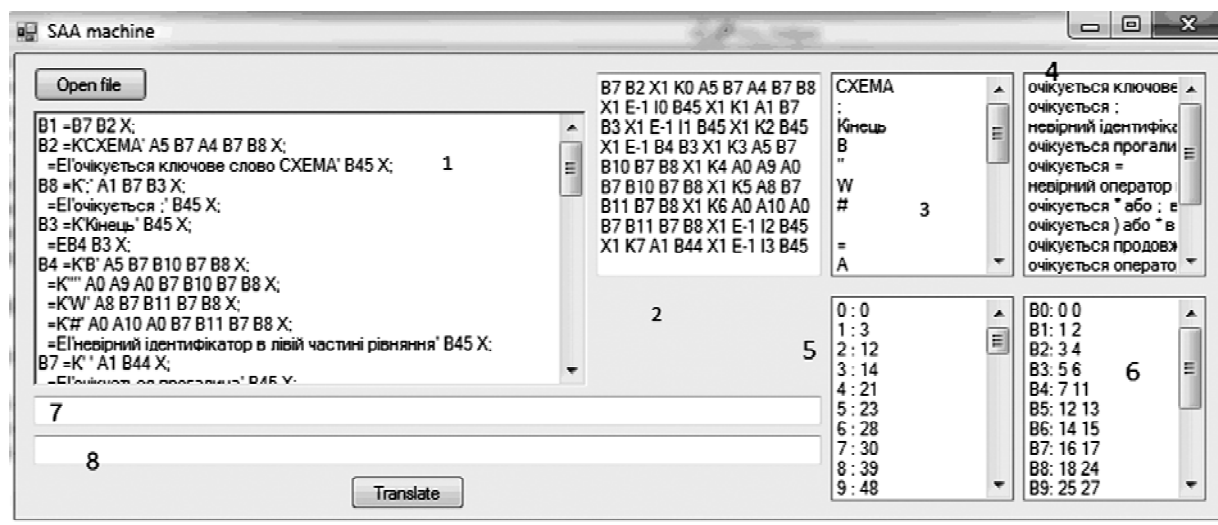 SAA machine
Open file
B1 =B7 B2 X;
B2 =K'СХЕМА' A5 B7 A4 B7 B8 X;
=EI'очікується ключове слово СХЕМА' B45 X;
B8 =K';' A1 B7 B3 X;
=EI'очікується ;' B45 X;
B3 =K'Кінець' B45 X;
=EB4 B3 X;
B4 =K'B' A5 B7 B10 B7 B8 X;
=K'"' A0 A9 A0 B7 B10 B7 B8 X;
=K'W' A8 B7 B11 B7 B8 X;
=K'#' A0 A10 A0 B7 B11 B7 B8 X;
=EI'невірний ідентифікатор в лівій частині рівняння' B45 X;
B7 =K' ' A1 B44 X;
=EI'очікується прогалина' B45 X;
1
B7 B2 X1 K0 A5 B7 A4 B7 B8
X1 E-1 I0 B45 X1 K1 A1 B7
B3 X1 E-1 I1 B45 X1 K2 B45
X1 E-1 B4 B3 X1 K3 A5 B7
B10 B7 B8 X1 K4 A0 A9 A0
B7 B10 B7 B8 X1 K5 A8 B7
B11 B7 B8 X1 K6 A0 A10 A0
B7 B11 B7 B8 X1 E-1 I2 B45
X1 K7 A1 B44 X1 E-1 I3 B45
2
СХЕМА
;
Кінець
B
"
W
#
=
A
3
4
очікується ключове
очікується ;
невірний ідентифіка
очікується прогали
очікується =
невірний оператор
очікується * або ; в
очікується ) або * в
очікується продовж
очікується операто
5
0 : 0
1 : 3
2 : 12
3 : 14
4 : 21
5 : 23
6 : 28
7 : 30
8 : 39
9 : 48
B0: 0 0
B1: 1 2
B2: 3 4
B3: 5 6
B4: 7 11
B5: 12 13
B6: 14 15
B7: 16 17
B8: 18 24
B9: 25 27
6
7
8
Translate